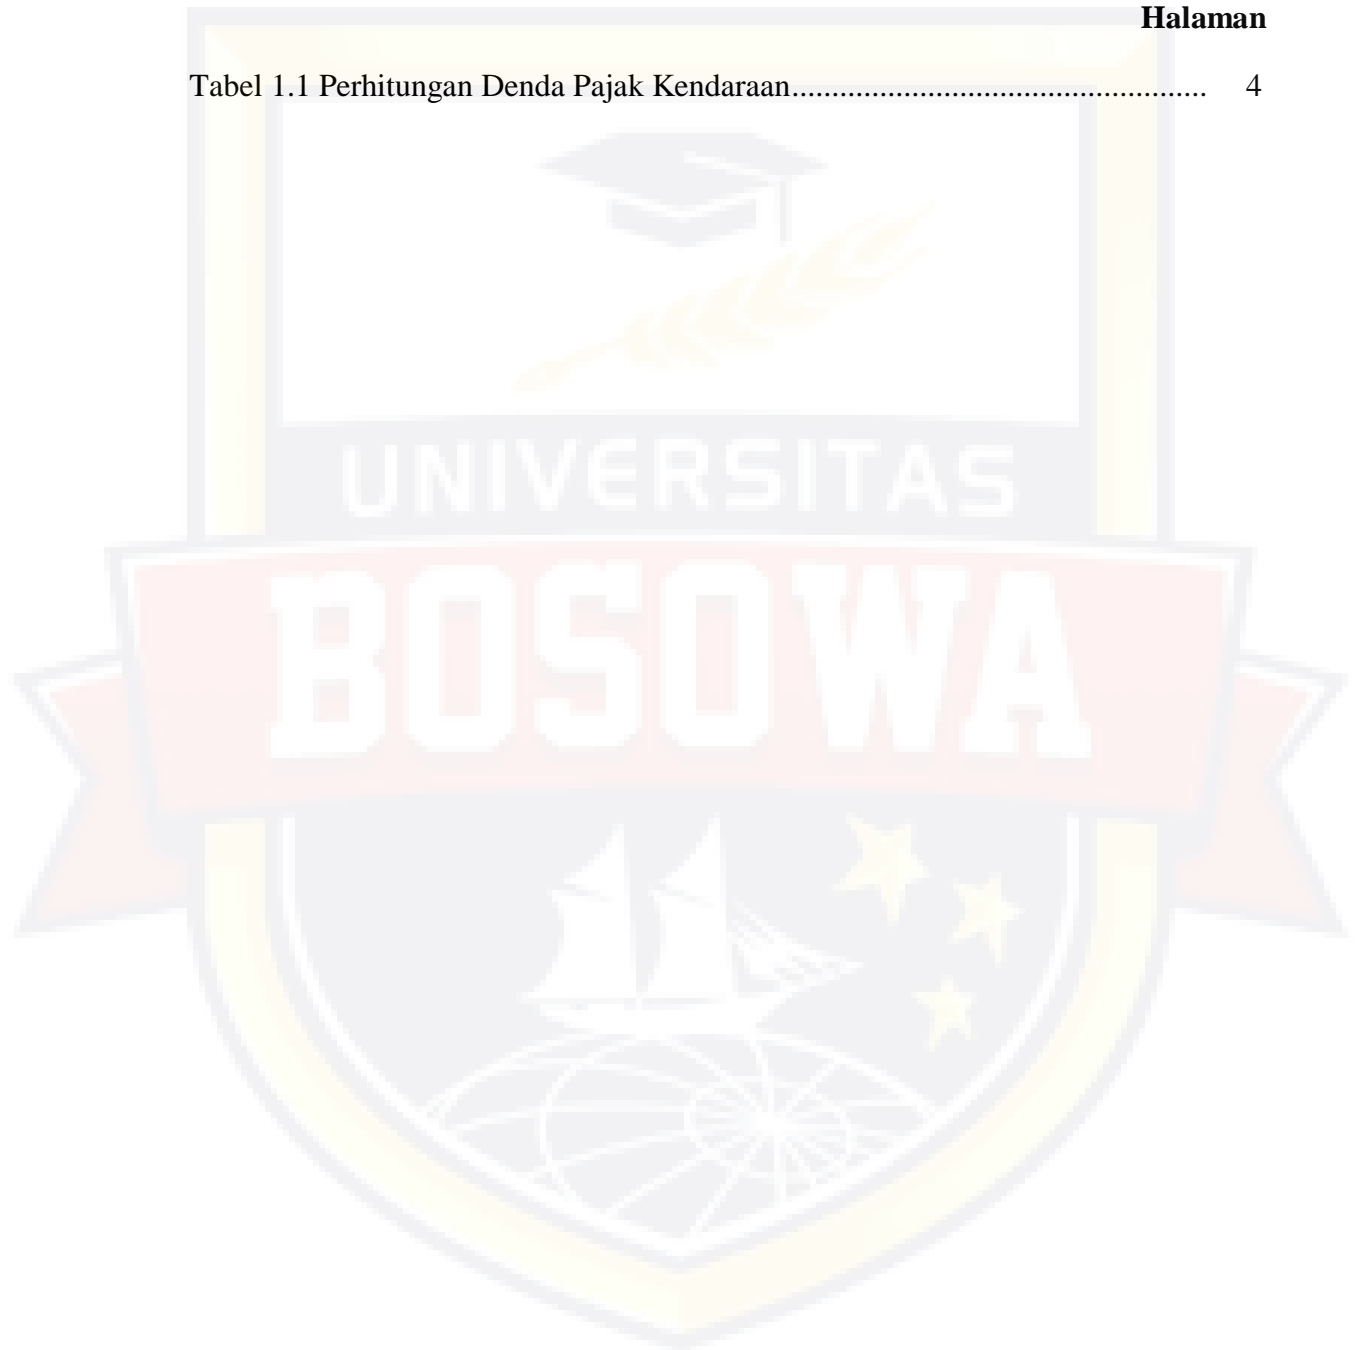 Halaman
Tabel 1.1 Perhitungan Denda Pajak Kendaraan.................................................... 4
UNIVERSITAS
BOSOWA